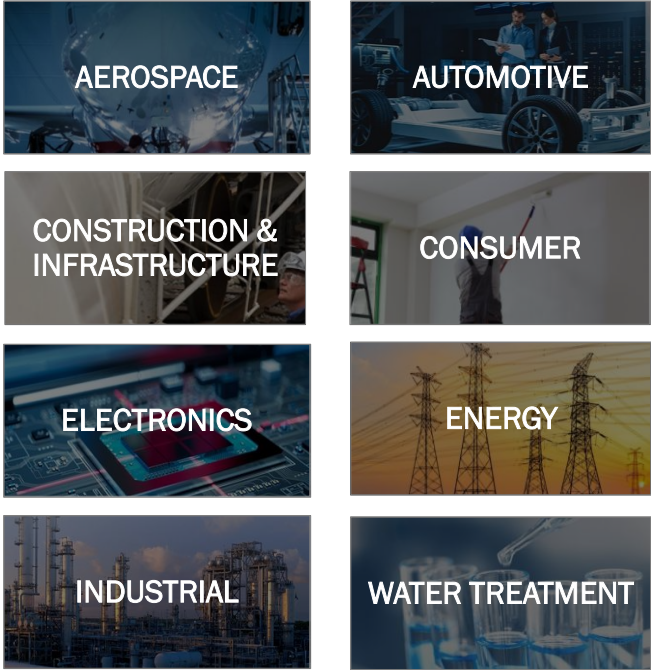 AEROSPACE
AUTOMOTIVE
CONSTRUCTION &
INFRASTRUCTURE
CONSUMER
ELECTRONICS
ENERGY
INDUSTRIAL
WATER TREATMENT